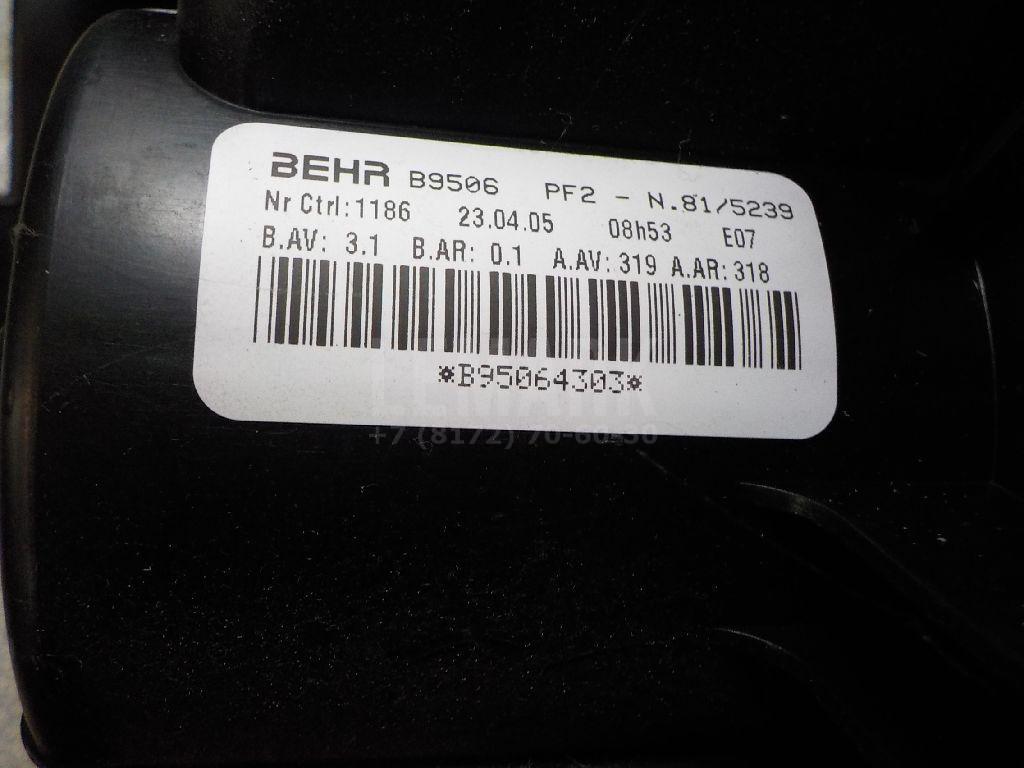 BEHR B9506 PF2 - N.81/5239
Nr Ctrl:1186 23.04.05 08h53 E07
B.AV: 3.1 B.AR: 0.1 A.AV:319 A.AR:318
*B95064303*
LEMARK
+7 (8172) 70-60-30